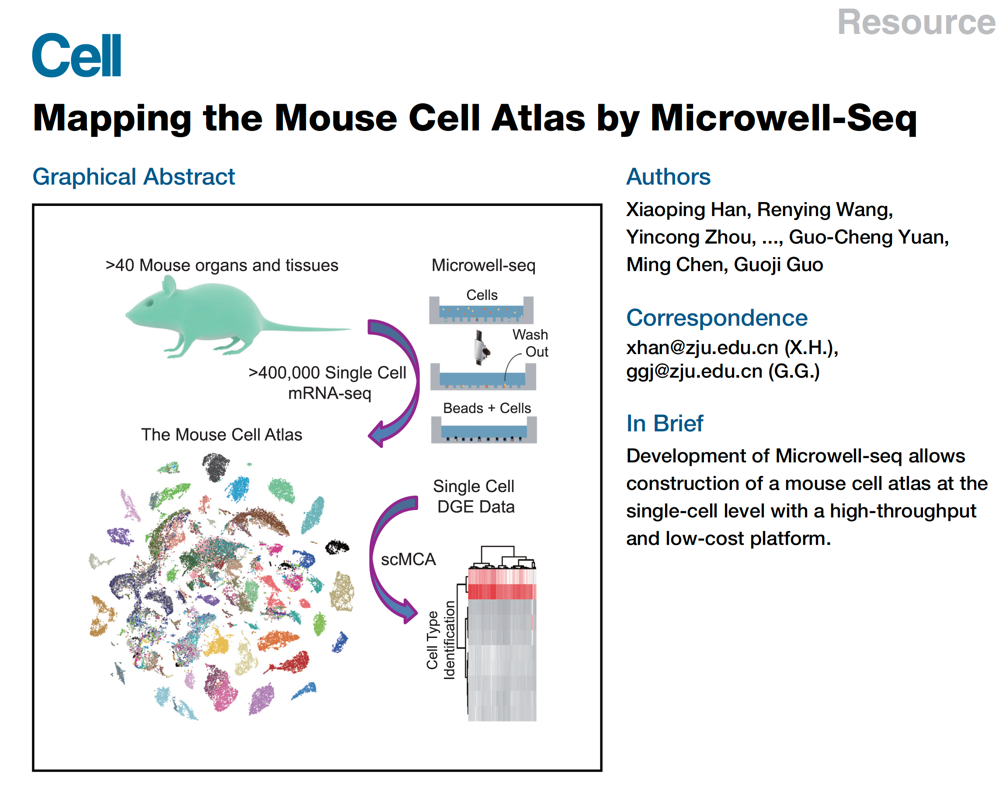 Resource
Cell
Mapping the Mouse Cell Atlas by Microwell-Seq
Graphical Abstract
>40 Mouse organs and tissues
Microwell-seq
Cells
Wash
Out
>400,000 Single Cell
mRNA-seq
Beads + Cells
The Mouse Cell Atlas
Single Cell
DGE Data
scMCA
Cell Type
Identification
Authors
Xiaoping Han, Renying Wang,
Yincong Zhou, ..., Guo-Cheng Yuan,
Ming Chen, Guoji Guo
Correspondence
xhan@zju.edu.cn (X.H.),
ggj@zju.edu.cn (G.G.)
In Brief
Development of Microwell-seq allows
construction of a mouse cell atlas at the
single-cell level with a high-throughput
and low-cost platform.